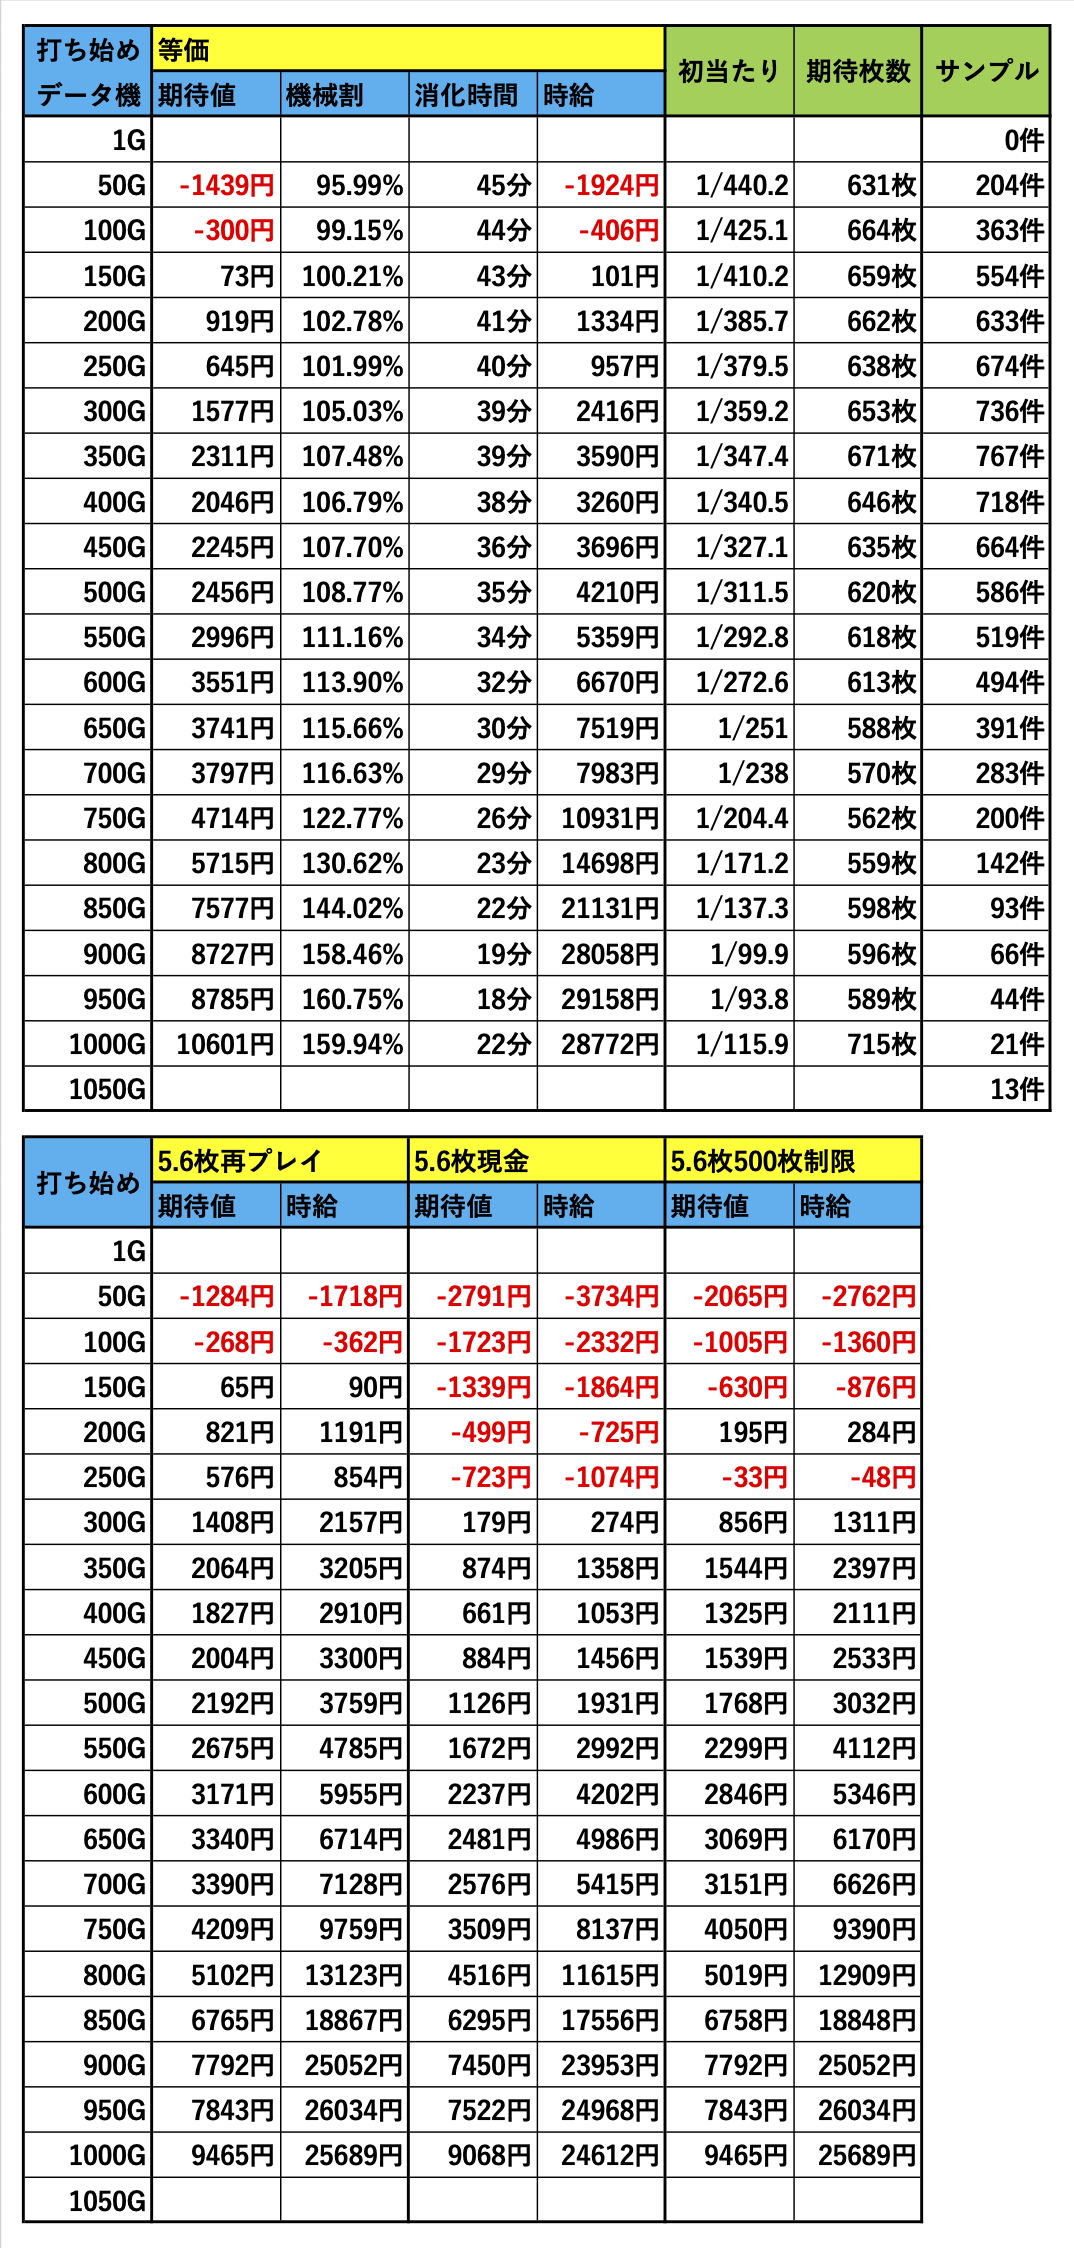 打ち始め 等価 初当たり 期待枚数 サンプル
データ機 期待値 機械割 消化時間 時給
1G 0件
50G -1439円 95.99% 45分 -1924円 1/440.2 631枚 204件
100G -300円 99.15% 44分 -406円 1/425.1 664枚 363件
150G 73円 100.21% 43分 101円 1/410.2 659枚 554件
200G 919円 102.78% 41分 1334円 1/385.7 662枚 633件
250G 645円 101.99% 40分 957円 1/379.5 638枚 674件
300G 1577円 105.03% 39分 2416円 1/359.2 653枚 736件
350G 2311円 107.48% 39分 3590円 1/347.4 671枚 767件
400G 2046円 106.79% 38分 3260円 1/340.5 646枚 718件
450G 2245円 107.70% 36分 3696円 1/327.1 635枚 664件
500G 2456円 108.77% 35分 4210円 1/311.5 620枚 586件
550G 2996円 111.16% 34分 5359円 1/292.8 618枚 519件
600G 3551円 113.90% 32分 6670円 1/272.6 613枚 494件
650G 3741円 115.66% 30分 7519円 1/251 588枚 391件
700G 3797円 116.63% 29分 7983円 1/238 570枚 283件
750G 4714円 122.77% 26分 10931円 1/204.4 562枚 200件
800G 5715円 130.62% 23分 14698円 1/171.2 559枚 142件
850G 7577円 144.02% 22分 21131円 1/137.3 598枚 93件
900G 8727円 158.46% 19分 28058円 1/99.9 596枚 66件
950G 8785円 160.75% 18分 29158円 1/93.8 589枚 44件
1000G 10601円 159.94% 22分 28772円 1/115.9 715枚 21件
1050G 13件
打ち始め 5.6枚再プレイ 5.6枚現金 5.6枚500枚制限
期待値 時給 期待値 時給 期待値 時給
1G
50G -1284円 -1718円 -2791円 -3734円 -2065円 -2762円
100G -268円 -362円 -1723円 -2332円 -1005円 -1360円
150G 65円 90円 -1339円 -1864円 -630円 -876円
200G 821円 1191円 -499円 -725円 195円 284円
250G 576円 854円 -723円 -1074円 -33円 -48円
300G 1408円 2157円 179円 274円 856円 1311円
350G 2064円 3205円 874円 1358円 1544円 2397円
400G 1827円 2910円 661円 1053円 1325円 2111円
450G 2004円 3300円 884円 1456円 1539円 2533円
500G 2192円 3759円 1126円 1931円 1768円 3032円
550G 2675円 4785円 1672円 2992円 2299円 4112円
600G 3171円 5955円 2237円 4202円 2846円 5346円
650G 3340円 6714円 2481円 4986円 3069円 6170円
700G 3390円 7128円 2576円 5415円 3151円 6626円
750G 4209円 9759円 3509円 8137円 4050円 9390円
800G 5102円 13123円 4516円 11615円 5019円 12909円
850G 6765円 18867円 6295円 17556円 6758円 18848円
900G 7792円 25052円 7450円 23953円 7792円 25052円
950G 7843円 26034円 7522円 24968円 7843円 26034円
1000G 9465円 25689円 9068円 24612円 9465円 25689円
1050G